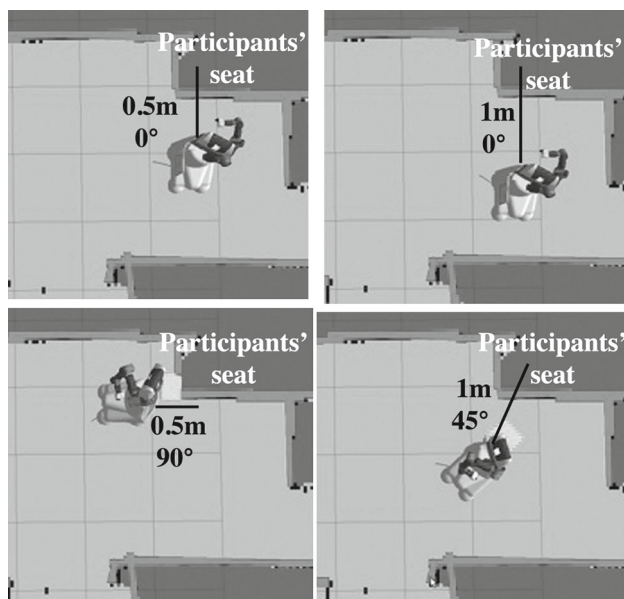 Participants'
seat
0.5m
0°
Participants'
seat
1m
0°
Participants'
seat
0.5m
90°
Participants'
seat
1m
45°